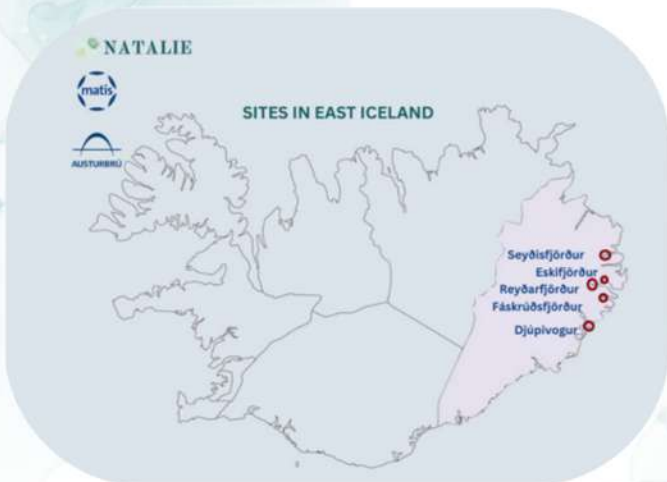 NATALIE
matis
AUSTURBRÚ
SITES IN EAST ICELAND
Seyðisfjörður
Eskifjörður
Reyðarfjörður
Fáskrúðsfjörður
Djúpivogur